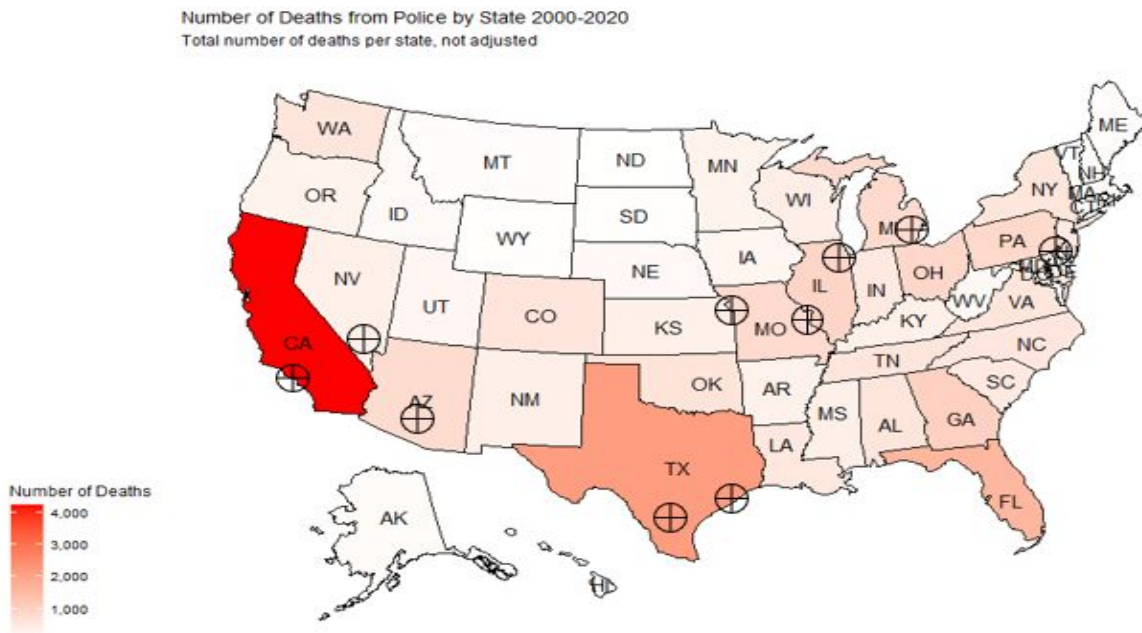 Number of Deaths from Police by State 2000-2020
Total number of deaths per state, not adjusted
WA
MT
ND
MN
ME
VT
NH
OR
ID
SD
WI
NY
MA
WY
CT
IA
PA
NE
NV
IL
IN
OH
UT
CO
WV
VA
KS
MO
KY
CA
NC
TN
AZ
NM
OK
AR
SC
MS
AL
GA
LA
TX
FL
AK
HI
Number of Deaths
4,000
3,000
2,000
1,000